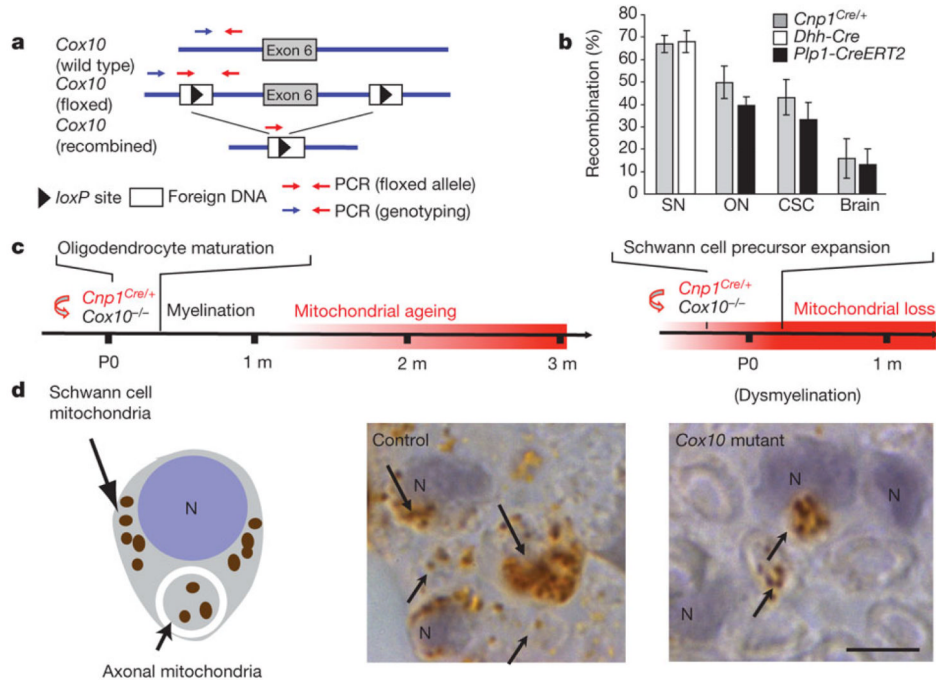 a
Cox10
(wild type)
Exon 6
Cox10
(floxed)
Exon 6
Cox10
(recombined)
loxP site
Foreign DNA
PCR (floxed allele)
PCR (genotyping)
b
Recombination (%)
80
70
60
50
40
30
20
10
0
Cnp1Cre/+
Dhh-Cre
Plp1-CreERT2
SN
ON
CSC
Brain
c
Oligodendrocyte maturation
Cnp1Cre/+
Cox10–/–
Myelination
Mitochondrial ageing
P0
1 m
2 m
3 m
Schwann cell precursor expansion
Cnp1Cre/+
Cox10–/–
Mitochondrial loss
P0
1 m
(Dysmyelination)
d
Schwann cell
mitochondria
N
Axonal mitochondria
Control
N
N
Cox10 mutant
N
N
N